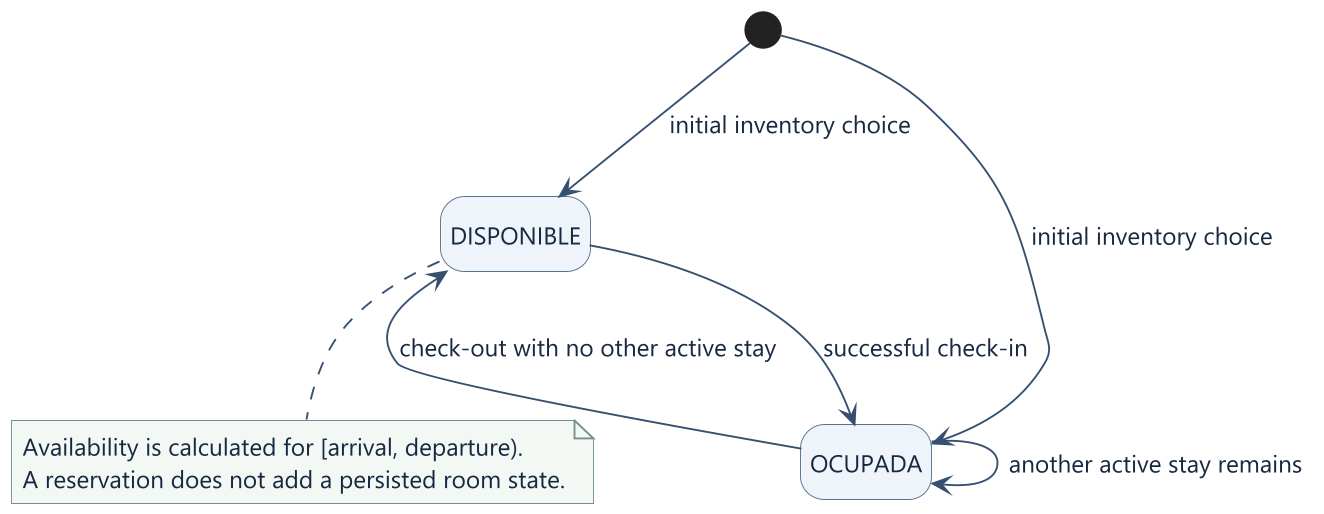 initial inventory choice
DISPONIBLE
initial inventory choice
check-out with no other active stay
successful check-in
Availability is calculated for [arrival, departure).
A reservation does not add a persisted room state.
OCUPADA
another active stay remains